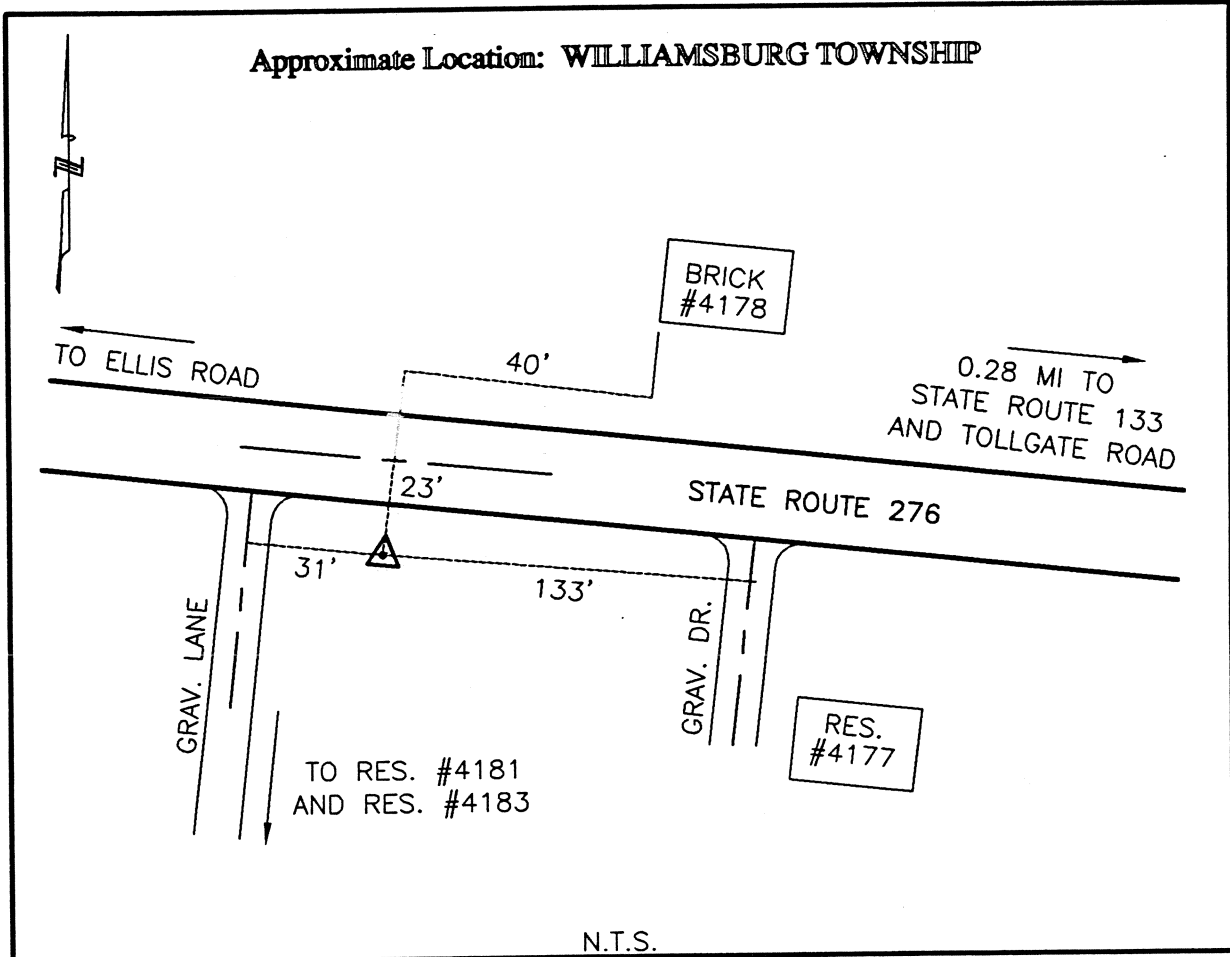 Approximate Location: WILLIAMSBURG TOWNSHIP
N
BRICK
#4178
TO ELLIS ROAD
40'
0.28 MI TO
STATE ROUTE 133
AND TOLLGATE ROAD
23'
STATE ROUTE 276
31'
133'
GRAV. LANE
GRAV. DR.
RES.
#4177
TO RES. #4181
AND RES. #4183
N.T.S.